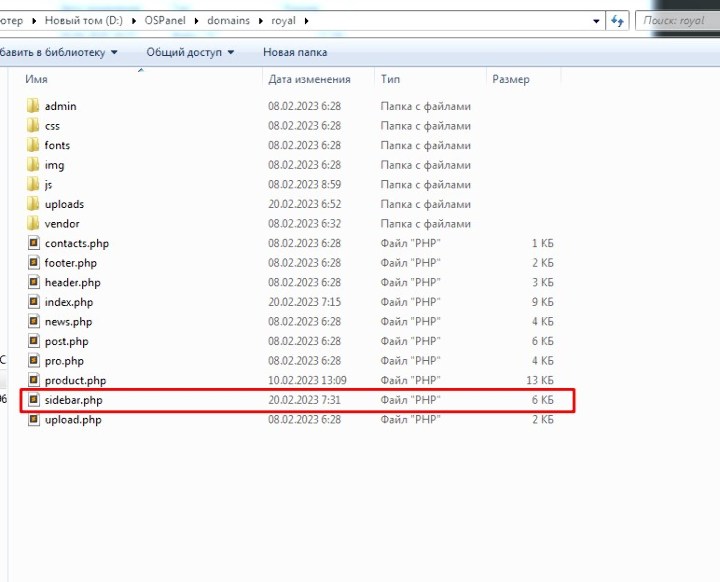 ютер ▸ Новый том (D:) ▸ OSPanel ▸ domains ▸ royal ▸ Поиск: royal
бавить в библиотеку ▾ Общий доступ ▾ Новая папка
Имя Дата изменения Тип Размер
admin 08.02.2023 6:28 Папка с файлами
css 08.02.2023 6:28 Папка с файлами
fonts 08.02.2023 6:28 Папка с файлами
img 08.02.2023 6:28 Папка с файлами
js 08.02.2023 8:59 Папка с файлами
uploads 20.02.2023 6:52 Папка с файлами
vendor 08.02.2023 6:32 Папка с файлами
contacts.php 08.02.2023 6:28 Файл "PHP" 1 КБ
footer.php 08.02.2023 6:28 Файл "PHP" 2 КБ
header.php 08.02.2023 6:28 Файл "PHP" 3 КБ
index.php 20.02.2023 7:15 Файл "PHP" 9 КБ
news.php 08.02.2023 6:28 Файл "PHP" 4 КБ
post.php 08.02.2023 6:28 Файл "PHP" 6 КБ
pro.php 08.02.2023 6:28 Файл "PHP" 4 КБ
product.php 10.02.2023 13:09 Файл "PHP" 13 КБ
sidebar.php 20.02.2023 7:31 Файл "PHP" 6 КБ
upload.php 08.02.2023 6:28 Файл "PHP" 2 КБ